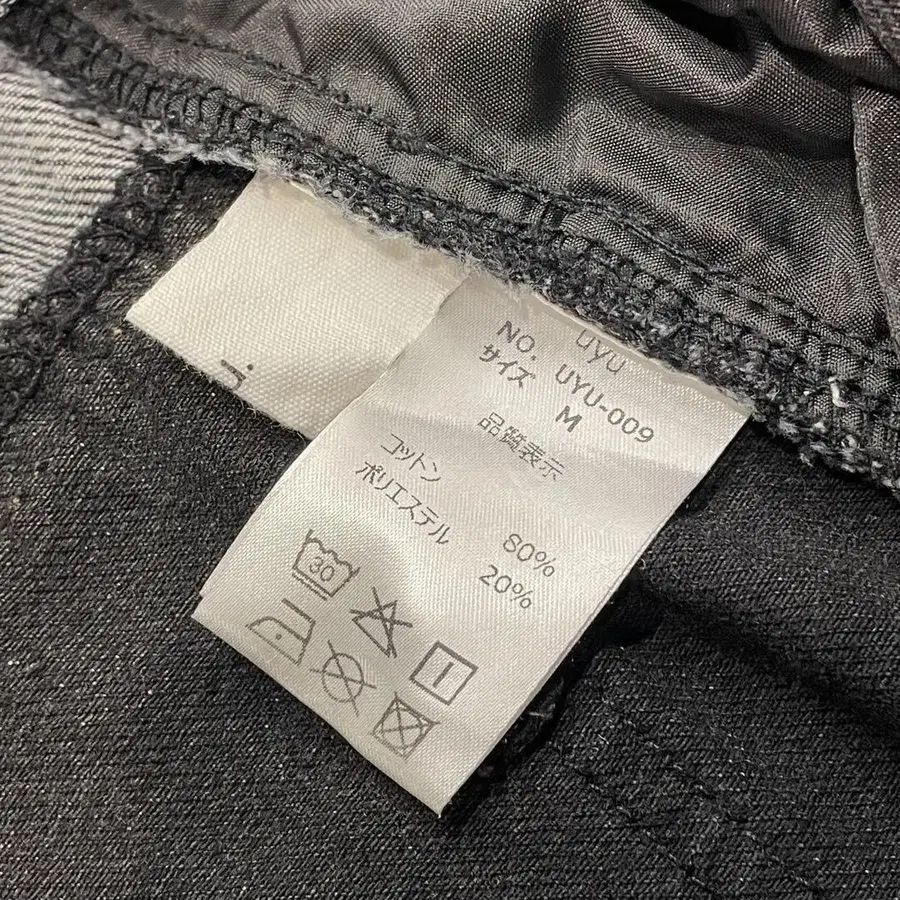 uyu
NO. UYU-009
サイズ M
品質表示
コットン 80%
ポリエステル 20%
30